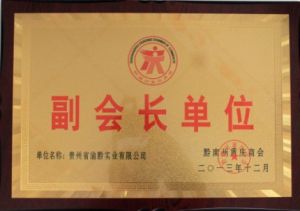 副会长单位
单位名称：贵州省渝黔实业有限公司
黔南州重庆商会
二〇一三年十二月